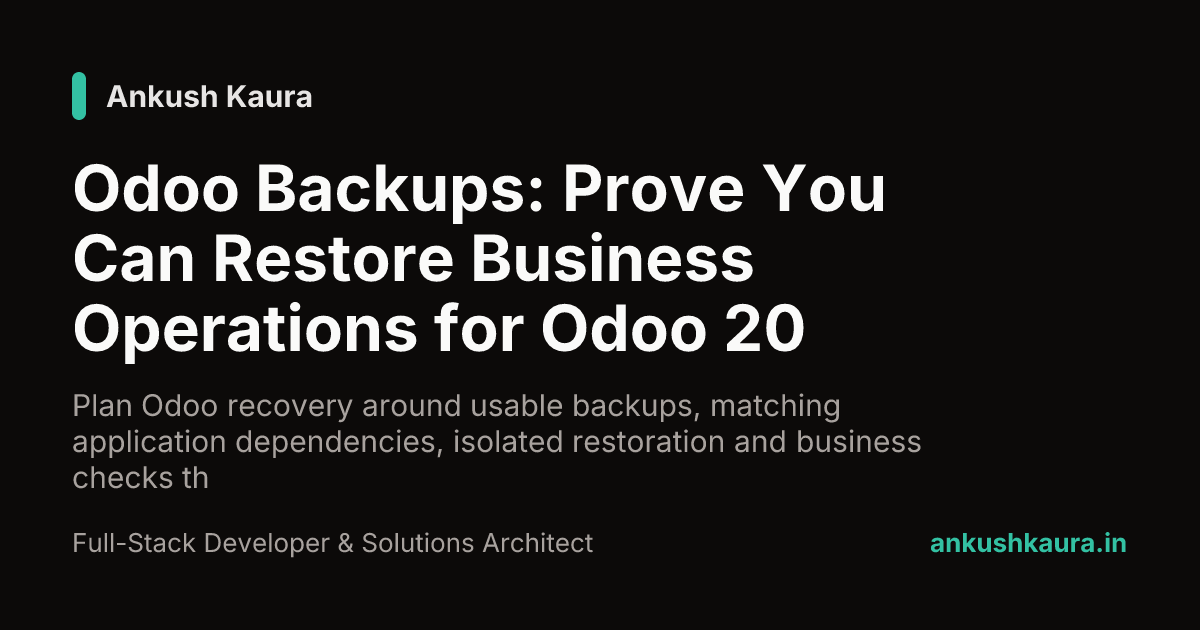 Ankush Kaura
Odoo Backups: Prove You
Can Restore Business
Operations for Odoo 20
Plan Odoo recovery around usable backups, matching
application dependencies, isolated restoration and business
checks th
Full-Stack Developer & Solutions Architect
ankushkaura.in